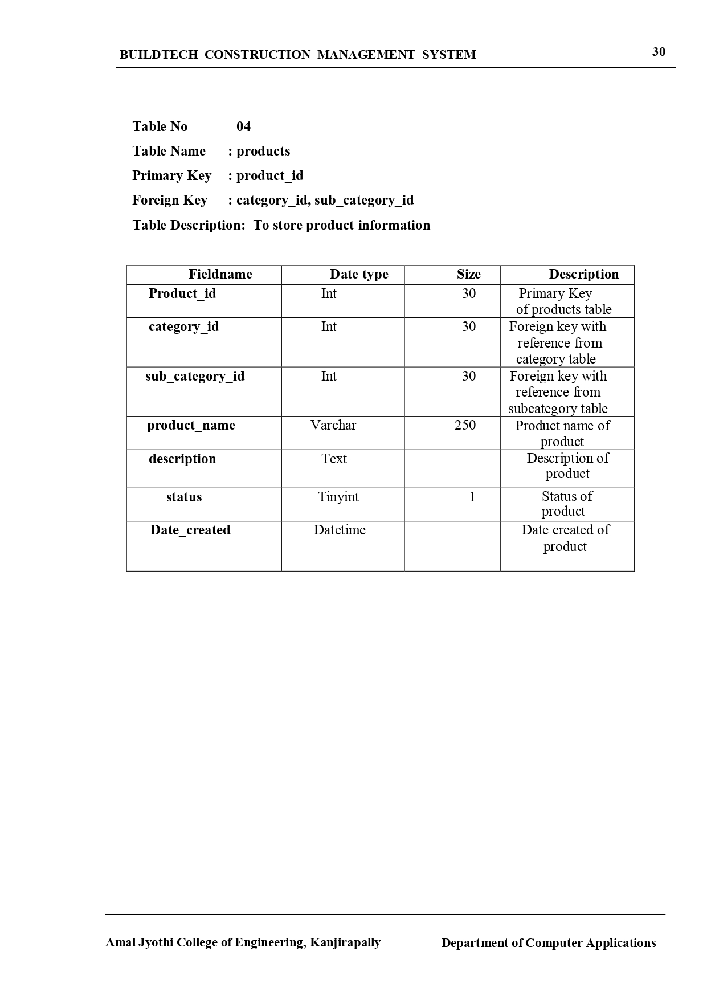 BUILDTECH CONSTRUCTION MANAGEMENT SYSTEM 30
Table No 04
Table Name : products
Primary Key : product_id
Foreign Key : category_id, sub_category_id
Table Description: To store product information
Fieldname Date type Size Description
Product_id Int 30 Primary Key
of products table
category_id Int 30 Foreign key with
reference from
category table
sub_category_id Int 30 Foreign key with
reference from
subcategory table
product_name Varchar 250 Product name of
product
description Text Description of
product
status Tinyint 1 Status of
product
Date_created Datetime Date created of
product
Amal Jyothi College of Engineering, Kanjirapally Department of Computer Applications